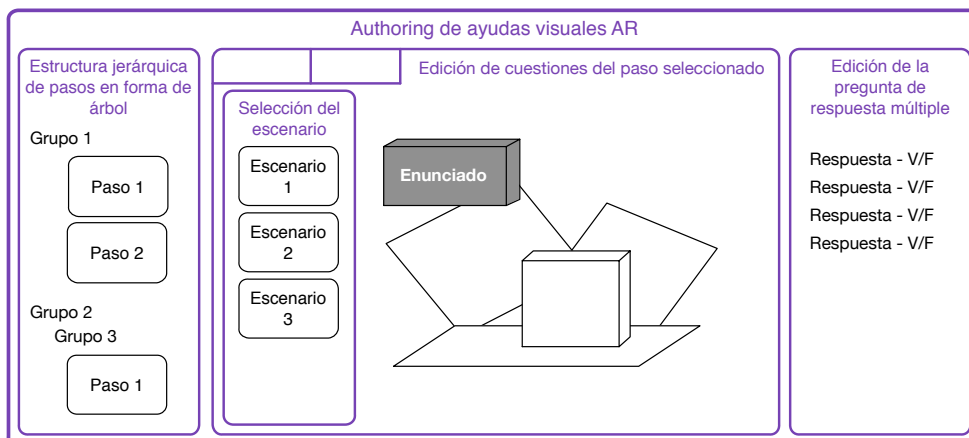 Authoring de ayudas visuales AR
Estructura jerárquica
de pasos en forma de
árbol
Grupo 1
Paso 1
Paso 2
Grupo 2
Grupo 3
Paso 1
Edición de cuestiones del paso seleccionado
Selección del
escenario
Escenario
1
Escenario
2
Escenario
3
Enunciado
Edición de la
pregunta de
respuesta múltiple
Respuesta - V/F
Respuesta - V/F
Respuesta - V/F
Respuesta - V/F